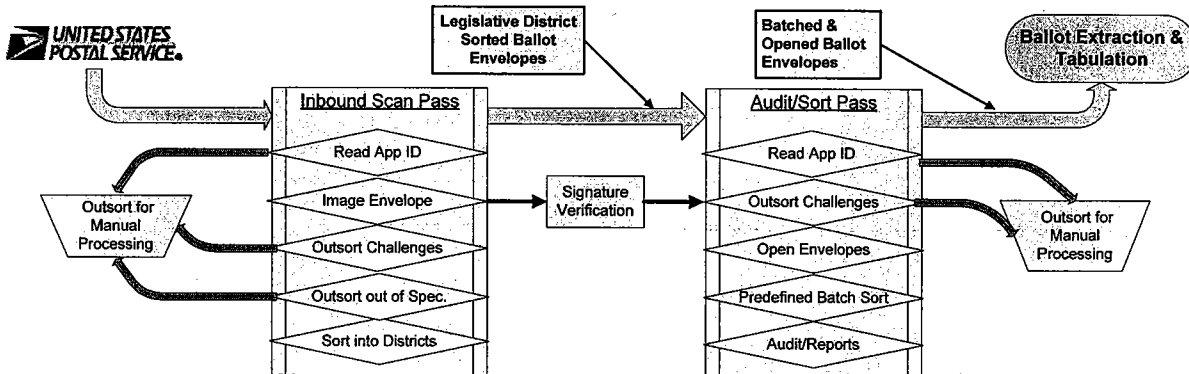 UNITED STATES
POSTAL SERVICE®
Legislative District
Sorted Ballot
Envelopes
Batched &
Opened Ballot
Envelopes
Ballot Extraction &
Tabulation
Inbound Scan Pass
Read App ID
Image Envelope
Outsort Challenges
Outsort out of Spec.
Sort into Districts
Outsort for
Manual
Processing
Signature
Verification
Audit/Sort Pass
Read App ID
Outsort Challenges
Open Envelopes
Predefined Batch Sort
Audit/Reports
Outsort for
Manual
Processing